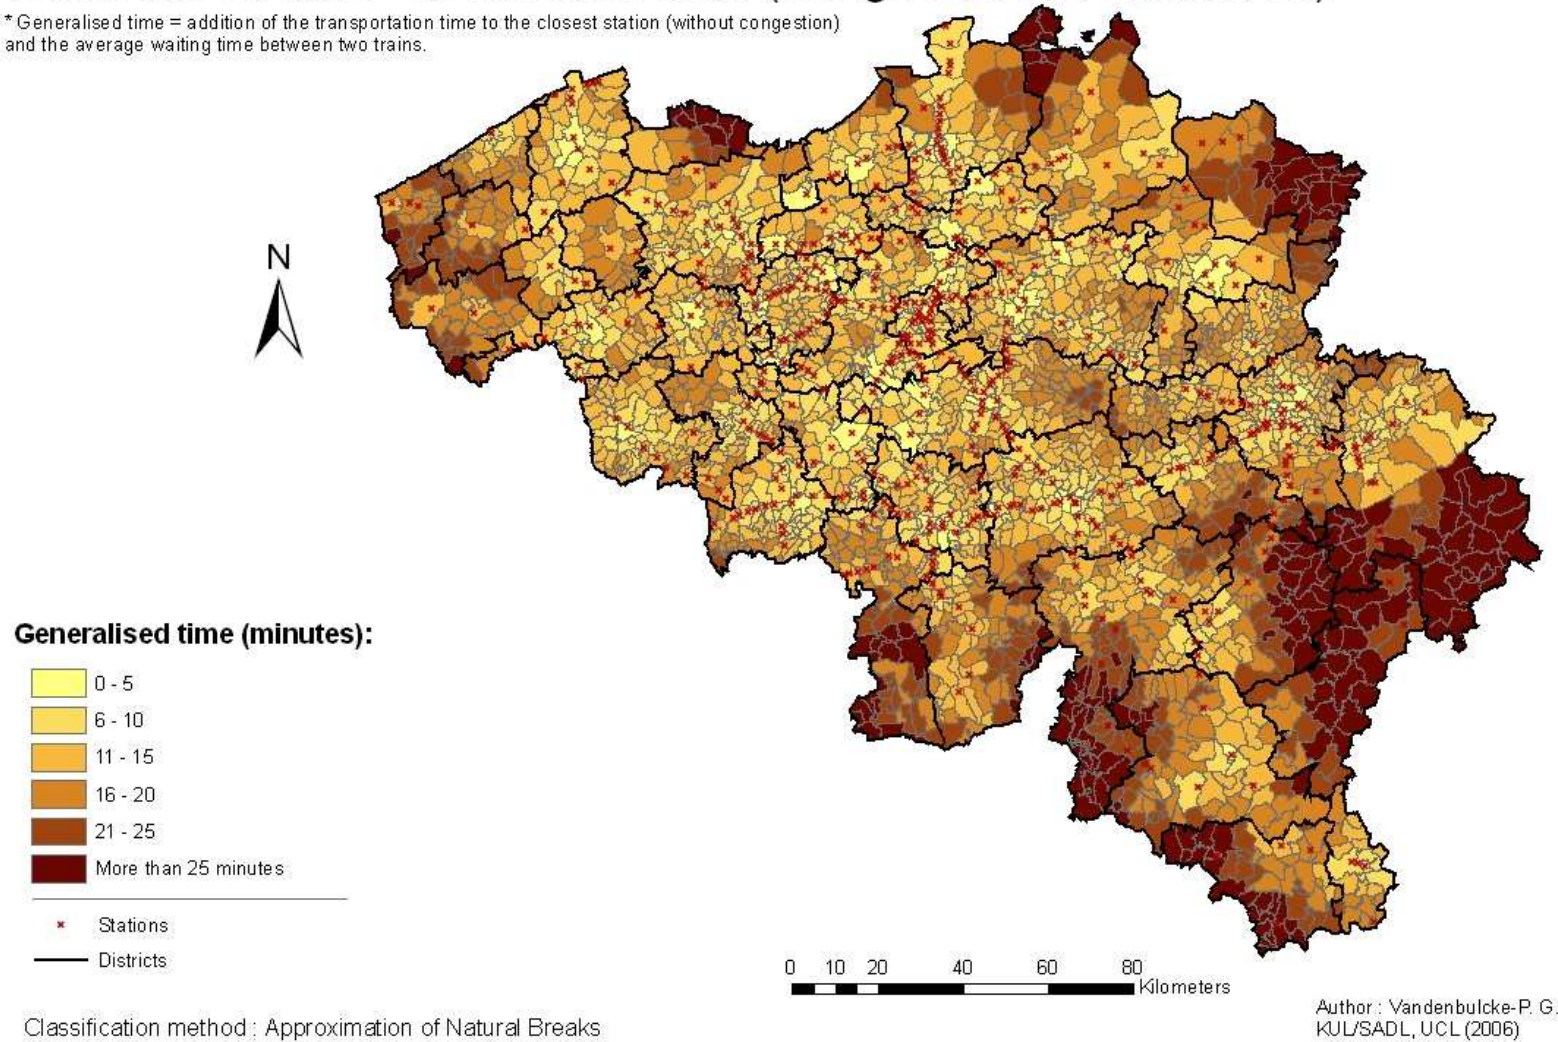 * Generalised time = addition of the transportation time to the closest station (without congestion)
and the average waiting time between two trains.
N
Generalised time (minutes):
0 - 5
6 - 10
11 - 15
16 - 20
21 - 25
More than 25 minutes
Stations
Districts
0 10 20 40 60 80
Kilometers
Classification method : Approximation of Natural Breaks
Author : Vandenbulcke-P. G.
KUL/SADL, UCL (2006)